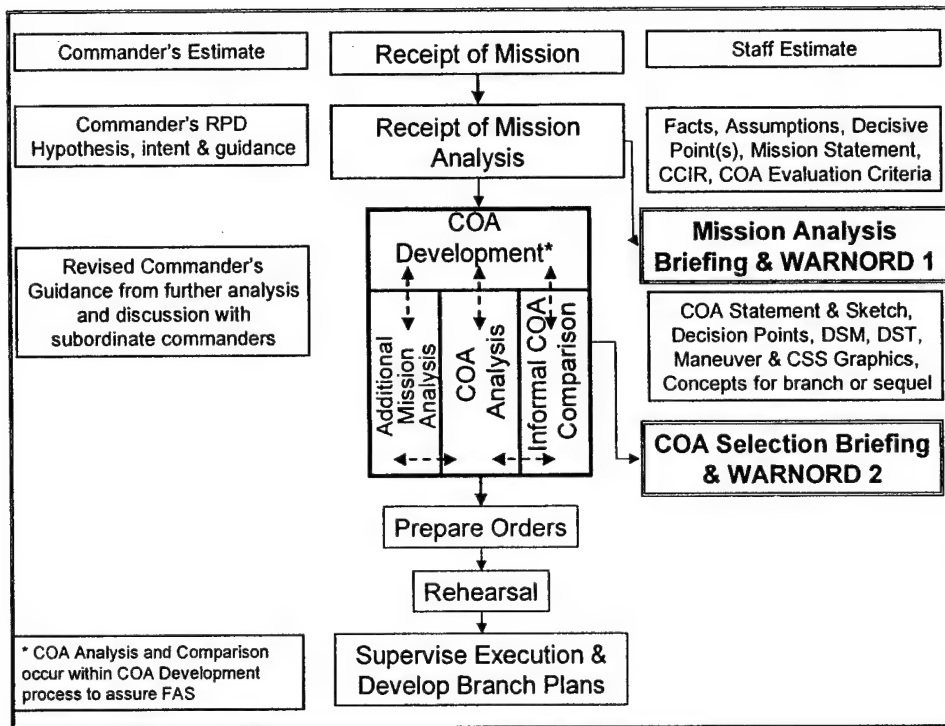 Commander's Estimate
Receipt of Mission
Staff Estimate
Commander's RPD
Hypothesis, intent & guidance
Receipt of Mission
Analysis
Facts, Assumptions, Decisive
Point(s), Mission Statement,
CCIR, COA Evaluation Criteria
COA
Development*
Mission Analysis
Briefing & WARNORD 1
Revised Commander's
Guidance from further analysis
and discussion with
subordinate commanders
Additional
Mission
Analysis
COA
Analysis
Informal COA
Comparison
COA Statement & Sketch,
Decision Points, DSM, DST,
Maneuver & CSS Graphics,
Concepts for branch or sequel
COA Selection Briefing
& WARNORD 2
Prepare Orders
Rehearsal
* COA Analysis and Comparison
occur within COA Development
process to assure FAS
Supervise Execution &
Develop Branch Plans